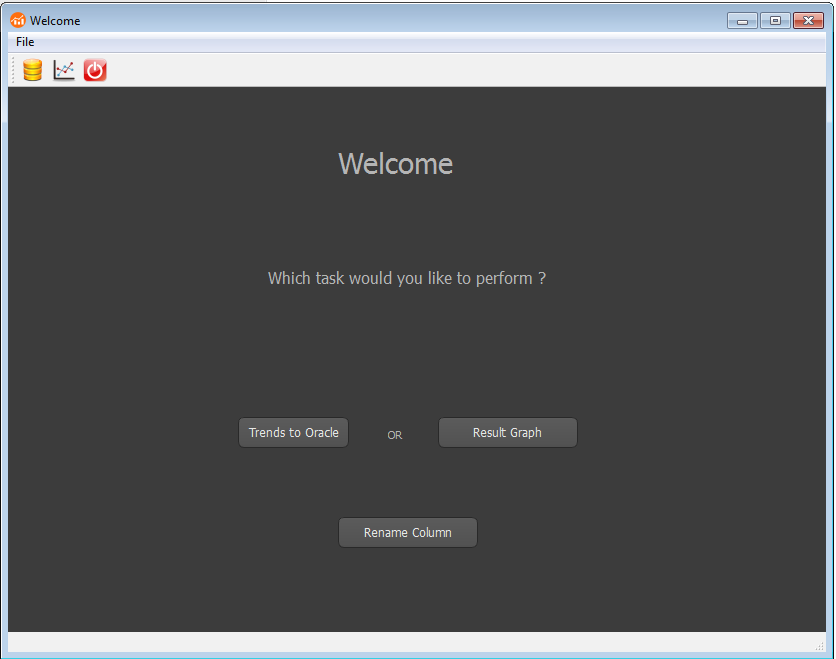 Welcome
File
Welcome
Which task would you like to perform ?
Trends to Oracle
OR
Result Graph
Rename Column